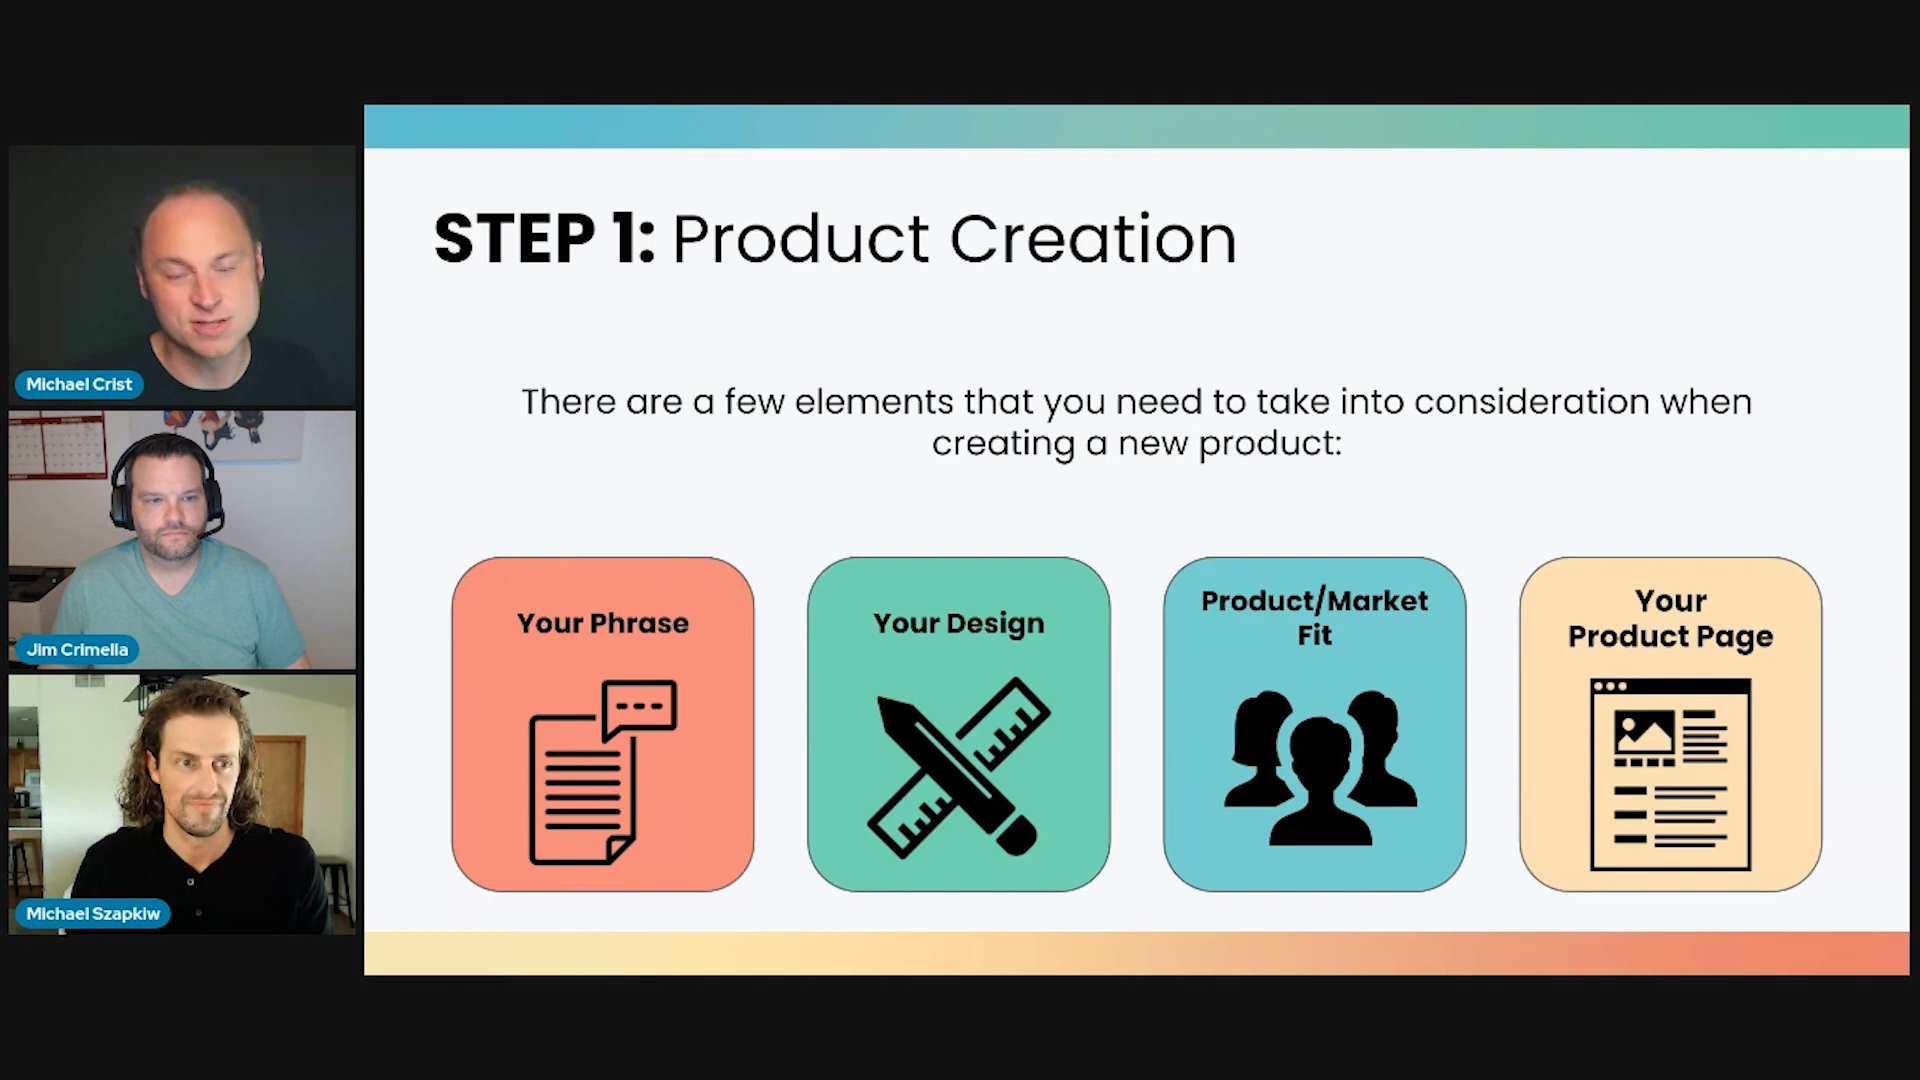 STEP 1: Product Creation
There are a few elements that you need to take into consideration when
creating a new product:
Your Phrase
Your Design
Product/Market
Fit
Your
Product Page
Michael Crist
Jim Crimella
Michael Szapkiw